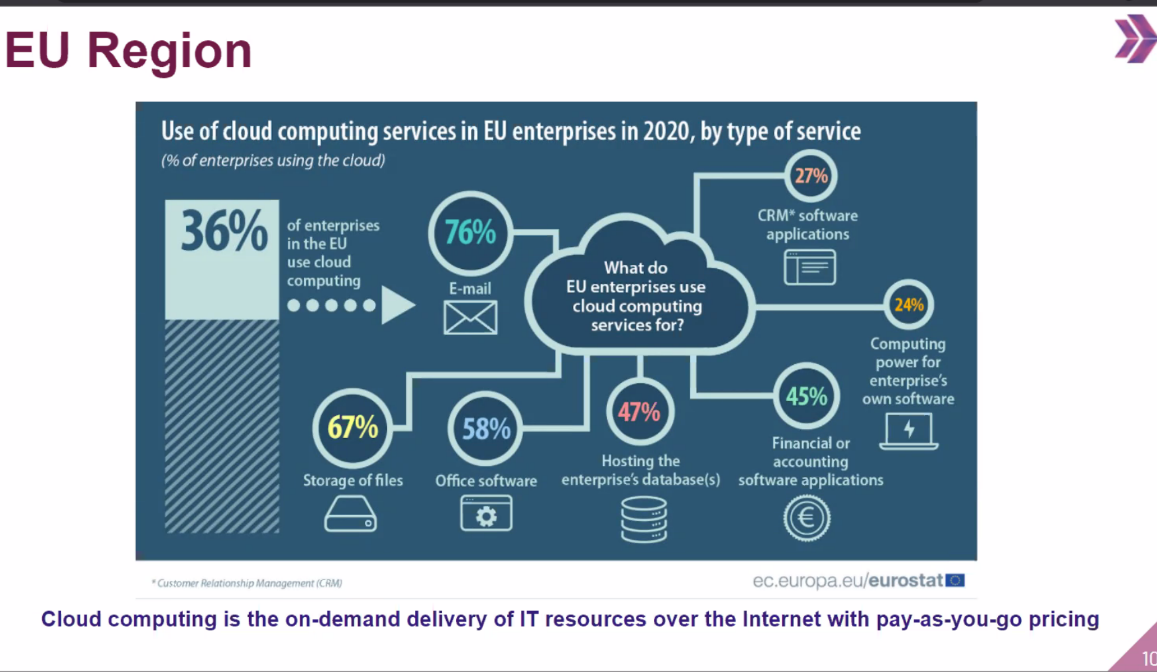 EU Region
Use of cloud computing services in EU enterprises in 2020, by type of service
(% of enterprises using the cloud)
36%
of enterprises
in the EU
use cloud
computing
76%
E-mail
What do
EU enterprises use
cloud computing
services for?
27%
CRM* software
applications
24%
Computing
power for
enterprise's
own software
67%
Storage of files
58%
Office software
47%
Hosting the
enterprise's database(s)
45%
Financial or
accounting
software applications
€
* Customer Relationship Management (CRM)
ec.europa.eu/eurostat
Cloud computing is the on-demand delivery of IT resources over the Internet with pay-as-you-go pricing
10